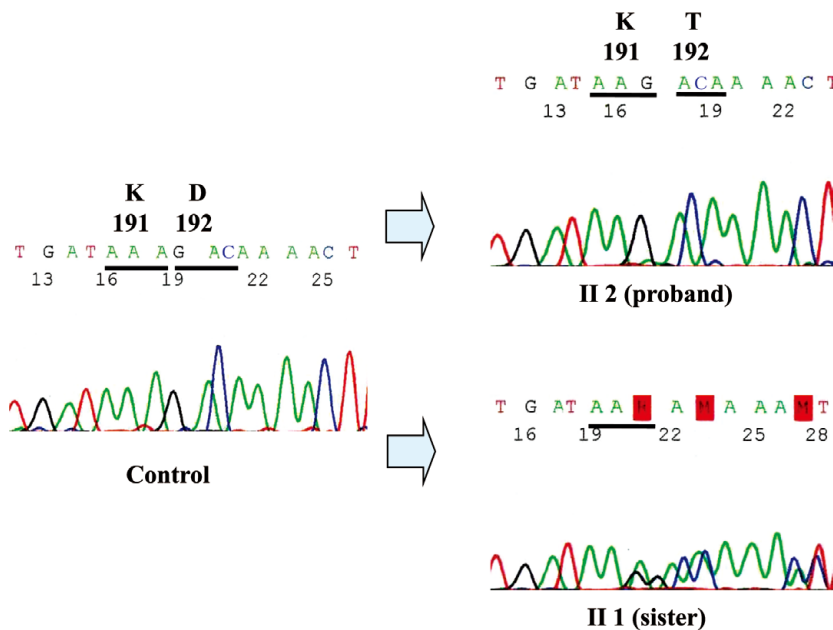 K T
191 192
T G AT A A G A C A A A A C T
13 16 19 22
II 2 (proband)
K D
191 192
T G A T A A A G A C A A A A C T
13 16 19 22 25
Control
T G A T A A A M A A A M T
16 19 22 25 28
II 1 (sister)